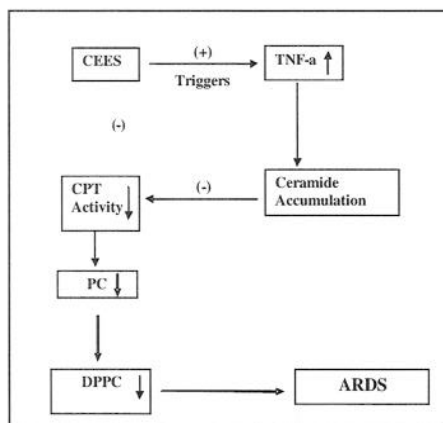 (+)
CEES
TNF-a
Triggers
(-)
CPT
Activity
(-)
Ceramide
Accumulation
PC
DPPC
ARDS